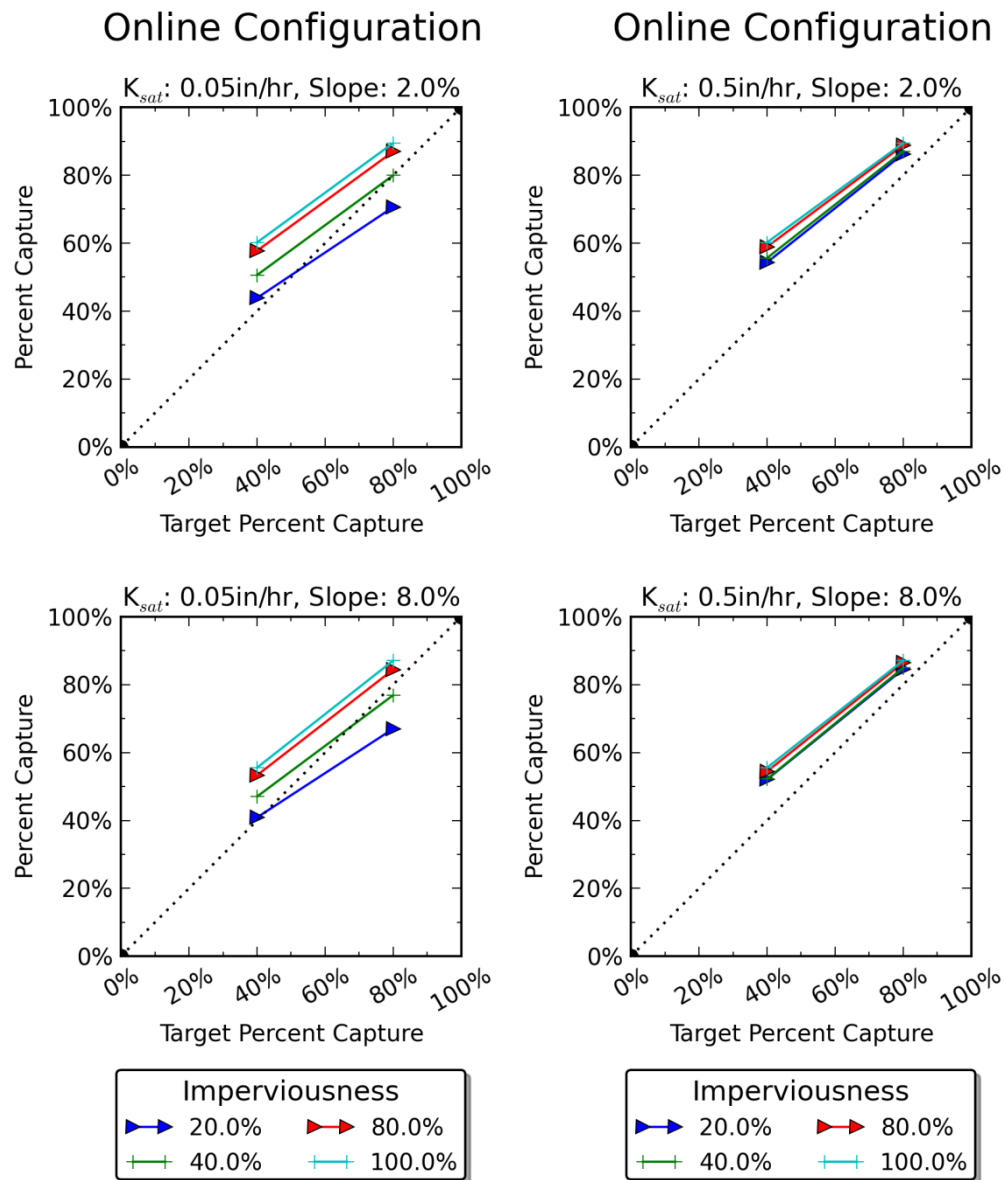 Online Configuration
K_sat: 0.05in/hr, Slope: 2.0%
100%
80%
60%
40%
20%
0%
Percent Capture
0% 20% 40% 60% 80% 100%
Target Percent Capture
Online Configuration
K_sat: 0.5in/hr, Slope: 2.0%
100%
80%
60%
40%
20%
0%
Percent Capture
0% 20% 40% 60% 80% 100%
Target Percent Capture
K_sat: 0.05in/hr, Slope: 8.0%
100%
80%
60%
40%
20%
0%
Percent Capture
0% 20% 40% 60% 80% 100%
Target Percent Capture
K_sat: 0.5in/hr, Slope: 8.0%
100%
80%
60%
40%
20%
0%
Percent Capture
0% 20% 40% 60% 80% 100%
Target Percent Capture
Imperviousness
20.0% 80.0%
40.0% 100.0%
Imperviousness
20.0% 80.0%
40.0% 100.0%